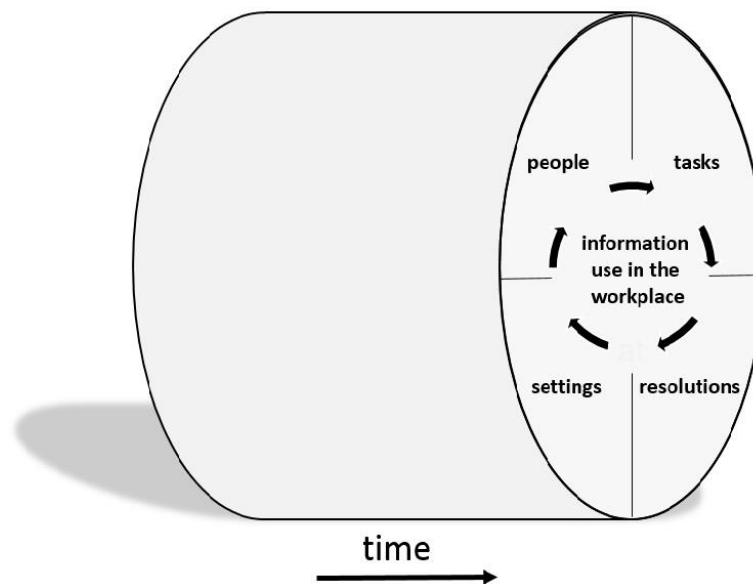 people tasks
information
use in the
workplace
settings resolutions
time